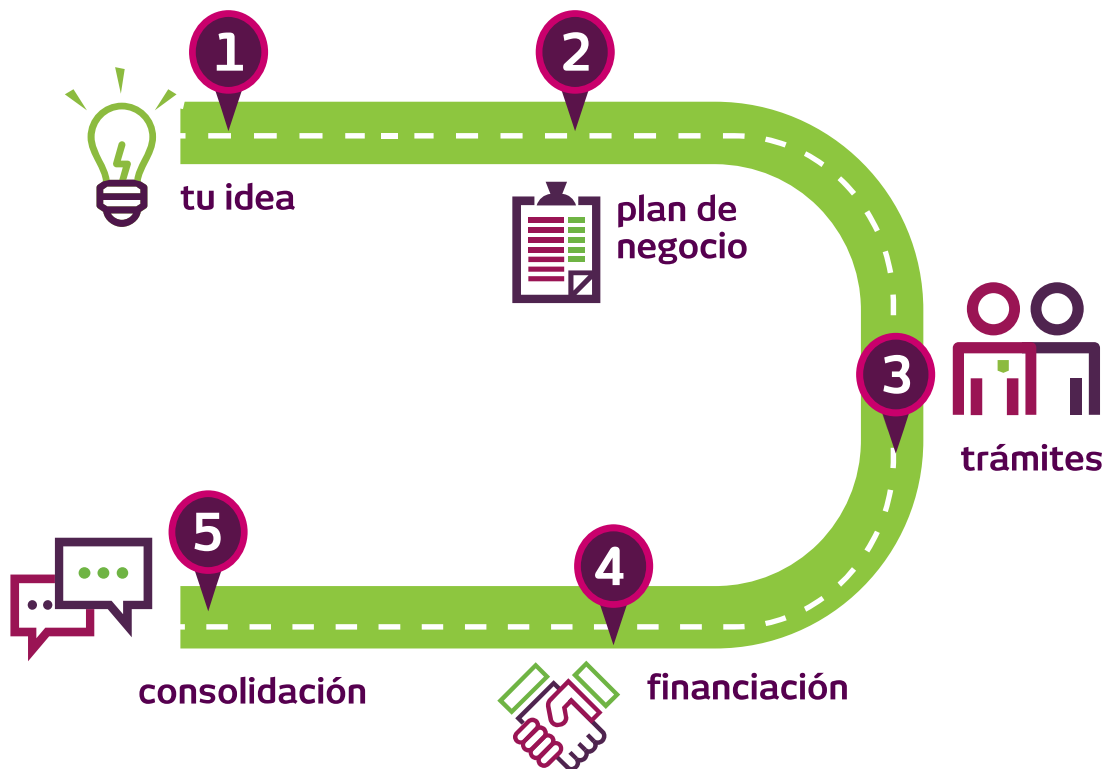 1
tu idea
2
plan de
negocio
3
trámites
4
financiación
5
consolidación